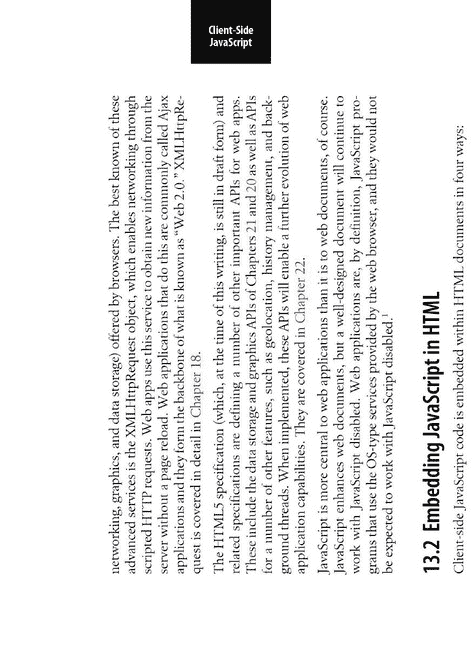 Client-Side
JavaScript
networking, graphics, and data storage) offered by browsers. The best known of these
advanced services is the XMLHttpRequest object, which enables networking through
scripted HTTP requests. Web apps use this service to obtain new information from the
server without a page reload. Web applications that do this are commonly called Ajax
applications and they form the backbone of what is known as “Web 2.0.” XMLHttpRe-
quest is covered in detail in Chapter 18.
The HTML5 specification (which, at the time of this writing, is still in draft form) and
related specifications are defining a number of other important APIs for web apps.
These include the data storage and graphics APIs of Chapters 21 and 20 as well as APIs
for a number of other features, such as geolocation, history management, and back-
ground threads. When implemented, these APIs will enable a further evolution of web
application capabilities. They are covered in Chapter 22.
JavaScript is more central to web applications than it is to web documents, of course.
JavaScript enhances web documents, but a well-designed document will continue to
work with JavaScript disabled. Web applications are, by definition, JavaScript pro-
grams that use the OS-type services provided by the web browser, and they would not
be expected to work with JavaScript disabled.1
13.2 Embedding JavaScript in HTML
Client-side JavaScript code is embedded within HTML documents in four ways: